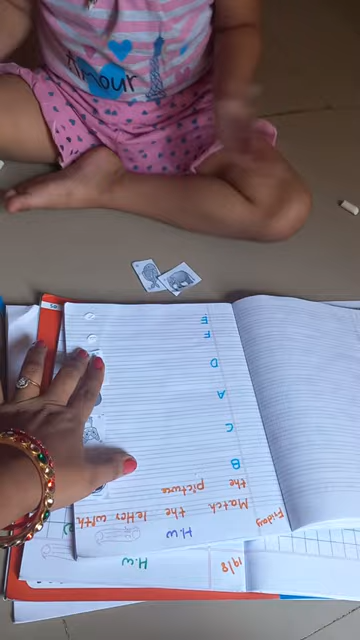 Amour
H.W
Friday
Match the letter with
the picture
B
C
A
D
F
E
19/8
H.W